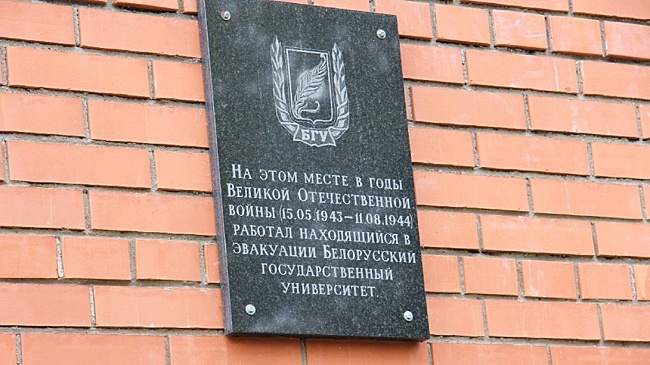 БГУ
На этом месте в годы
Великой Отечественной
войны (15.05.1943–11.08.1944)
работал находящийся в
эвакуации Белорусский
государственный
университет.